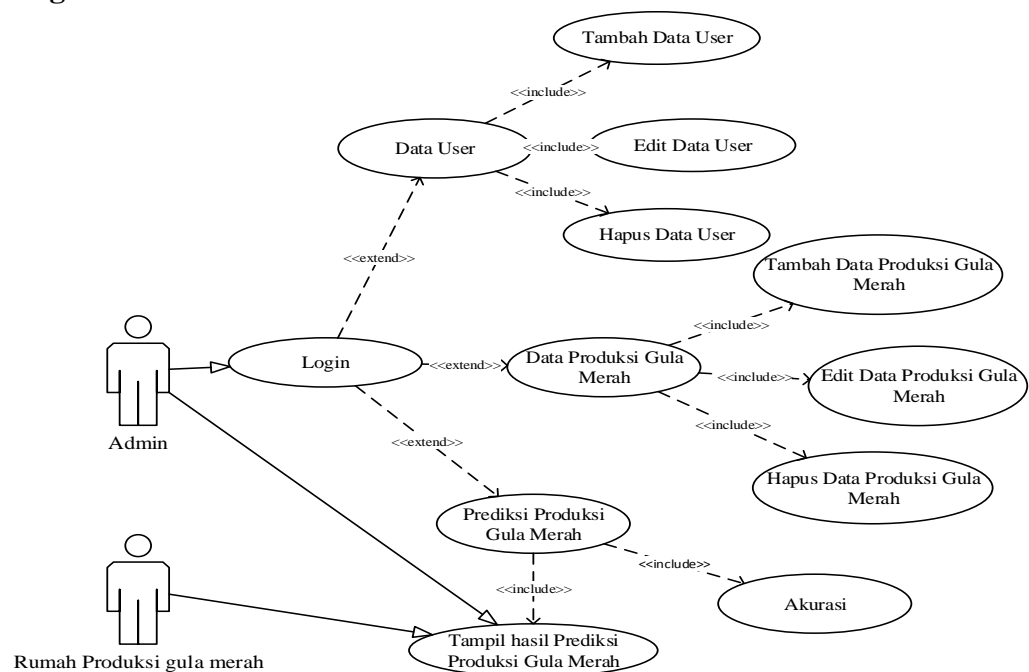 Tambah Data User
<<include>>
Data User
<<include>>
Edit Data User
<<include>>
Hapus Data User
<<extend>>
Tambah Data Produksi Gula
Merah
<<include>>
Login
<<extend>>
Data Produksi Gula
Merah
<<include>>
Edit Data Produksi Gula
Merah
<<include>>
Admin
<<extend>>
Hapus Data Produksi Gula
Merah
Prediksi Produksi
Gula Merah
<<include>>
<<include>>
Akurasi
Tampil hasil Prediksi
Produksi Gula Merah
Rumah Produksi gula merah